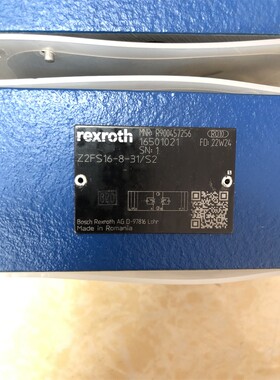 rexroth MNR: R900457256 RQ10
16501021 FD: 22W24
SN: 1
Z2FS16-8-31/S2
Bosch Rexroth AG D-97816 Lohr
Made in Romania